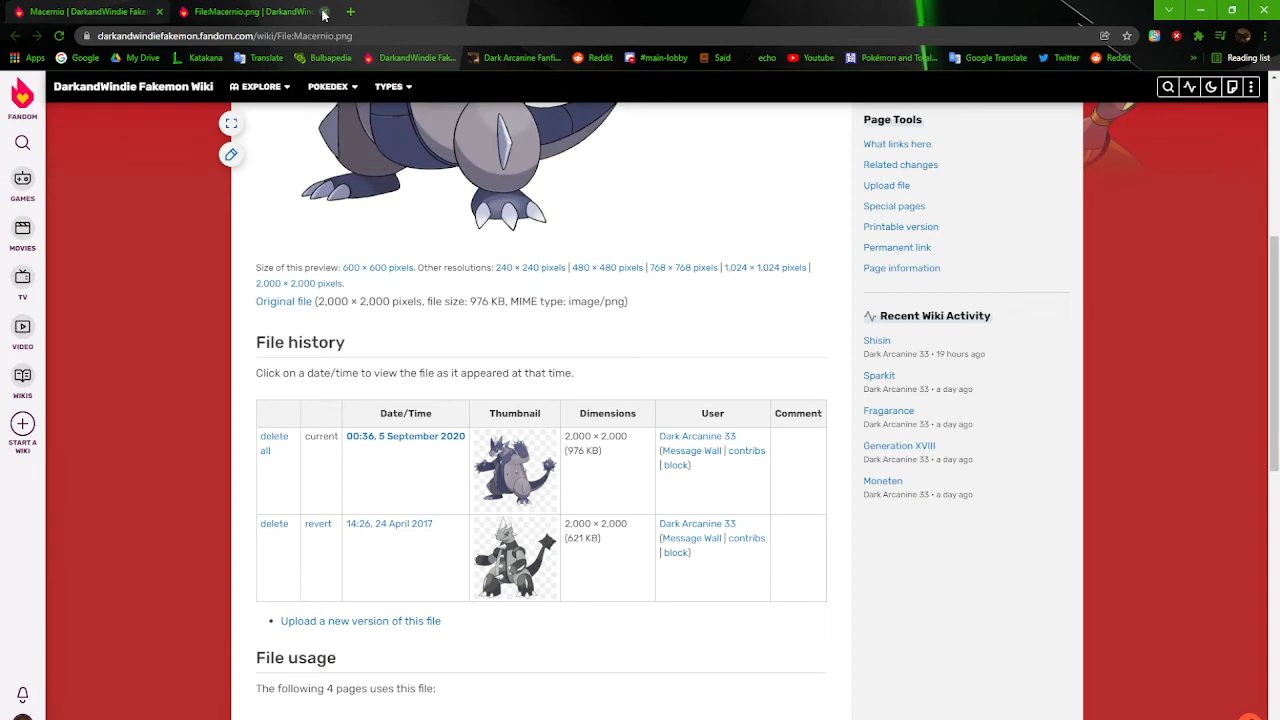 Macernio | DarkandWindie Faken
File:Macernio.png | DarkandWind
darkandwindiefakemon.fandom.com/wiki/File:Macernio.png
Apps
Google
My Drive
Katakana
Translate
Bulbapedia
DarkandWindie Fak...
Dark Arcanine Fanfi...
Reddit
#main-lobby
Said
echo
Youtube
Pokémon and Total...
Google Translate
Twitter
Reddit
»
Reading list
DarkandWindie Fakemon Wiki
EXPLORE
POKEDEX
TYPES
FANDOM
GAMES
MOVIES
TV
VIDEO
WIKIS
START A
WIKI
Size of this preview: 600 × 600 pixels. Other resolutions: 240 × 240 pixels | 480 × 480 pixels | 768 × 768 pixels | 1,024 × 1,024 pixels |
2,000 × 2,000 pixels.
Original file (2,000 × 2,000 pixels, file size: 976 KB, MIME type: image/png)
File history
Click on a date/time to view the file as it appeared at that time.
Date/Time Thumbnail Dimensions User Comment
delete all current 00:36, 5 September 2020 2,000 × 2,000 (976 KB) Dark Arcanine 33 (Message Wall | contribs | block)
delete revert 14:26, 24 April 2017 2,000 × 2,000 (621 KB) Dark Arcanine 33 (Message Wall | contribs | block)
• Upload a new version of this file
File usage
The following 4 pages uses this file:
Page Tools
What links here
Related changes
Upload file
Special pages
Printable version
Permanent link
Page information
Recent Wiki Activity
Shisin
Dark Arcanine 33 • 19 hours ago
Sparkit
Dark Arcanine 33 • a day ago
Fragarance
Dark Arcanine 33 • a day ago
Generation XVIII
Dark Arcanine 33 • a day ago
Moneten
Dark Arcanine 33 • a day ago